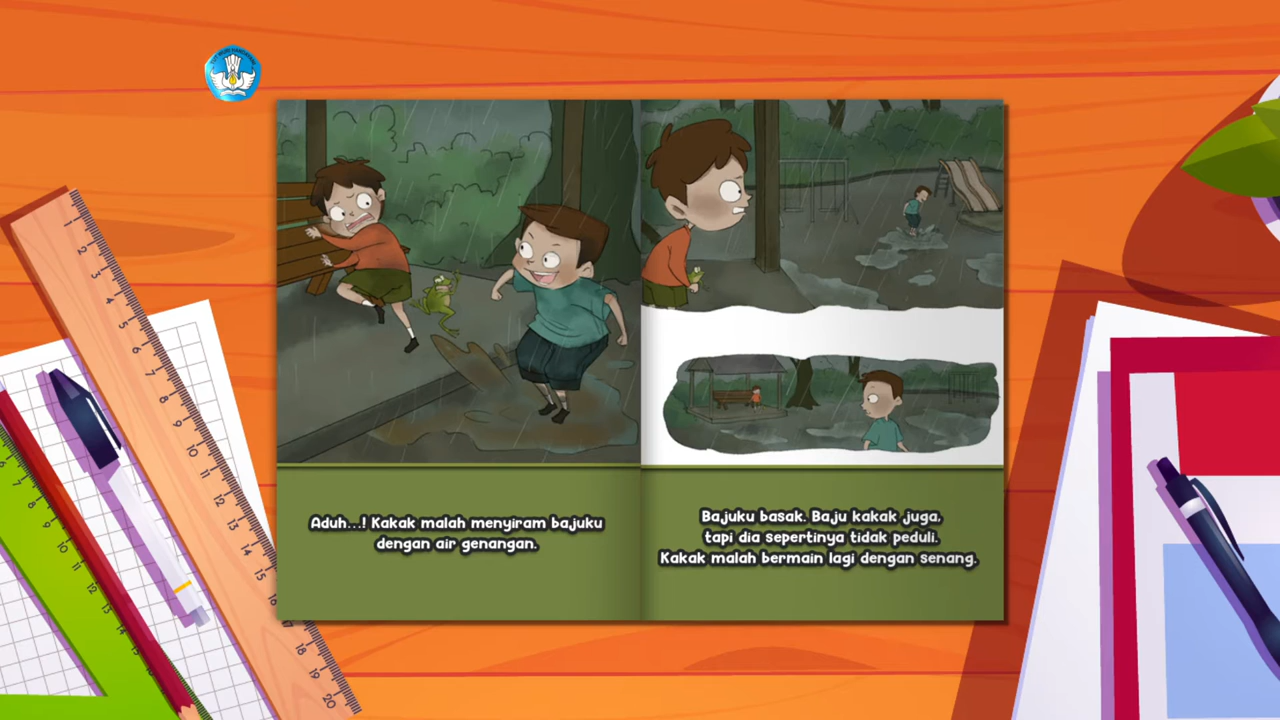 Aduh...! Kakak malah menyiram bajuku
dengan air genangan.
Bajuku basak. Baju kakak juga,
tapi dia sepertinya tidak peduli.
Kakak malah bermain lagi dengan senang.